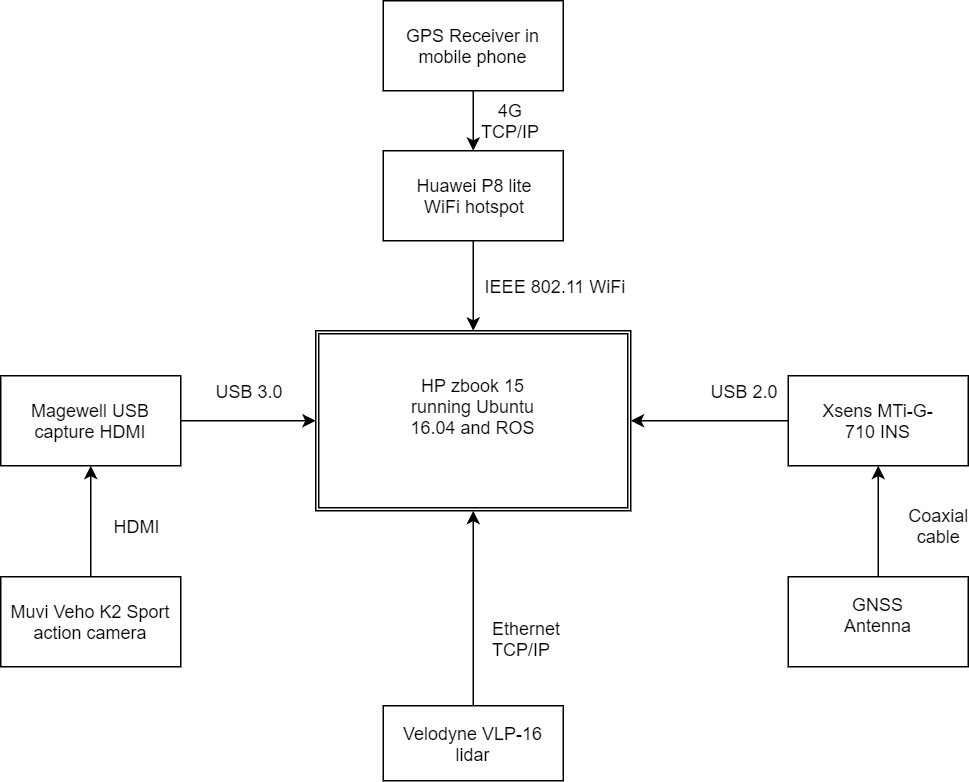 GPS Receiver in
mobile phone
4G
TCP/IP
Huawei P8 lite
WiFi hotspot
IEEE 802.11 WiFi
Magewell USB
capture HDMI
USB 3.0
HP zbook 15
running Ubuntu
16.04 and ROS
USB 2.0
Xsens MTi-G-
710 INS
HDMI
Coaxial
cable
Muvi Veho K2 Sport
action camera
Ethernet
TCP/IP
GNSS
Antenna
Velodyne VLP-16
lidar